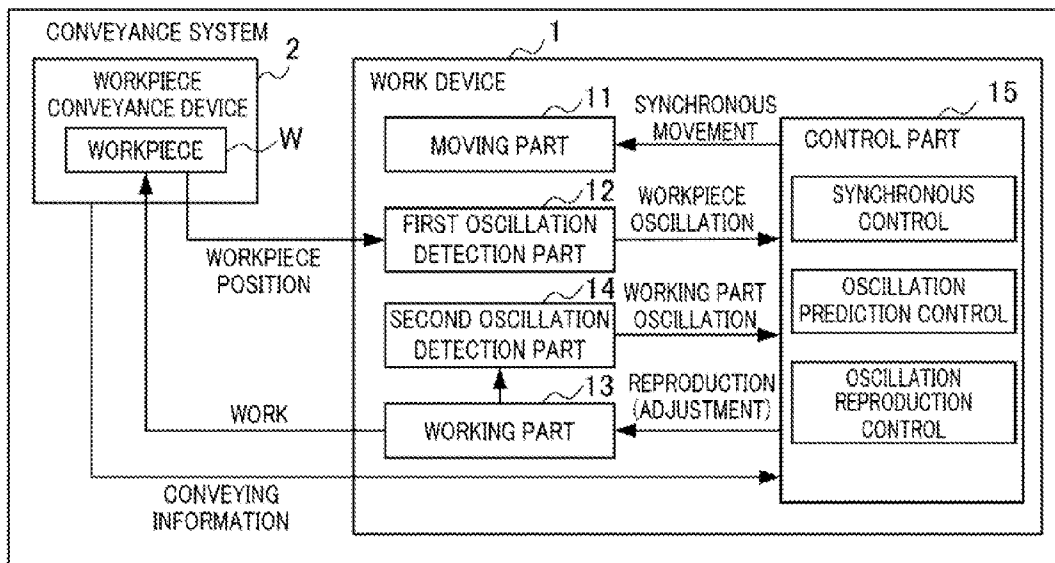 CONVEYANCE SYSTEM
2
WORKPIECE
CONVEYANCE DEVICE
WORKPIECE
W
WORKPIECE
POSITION
WORK
CONVEYING
INFORMATION
1
WORK DEVICE
11
MOVING PART
SYNCHRONOUS
MOVEMENT
12
FIRST OSCILLATION
DETECTION PART
WORKPIECE
OSCILLATION
14
SECOND OSCILLATION
DETECTION PART
WORKING PART
OSCILLATION
13
WORKING PART
REPRODUCTION
(ADJUSTMENT)
15
CONTROL PART
SYNCHRONOUS
CONTROL
OSCILLATION
PREDICTION CONTROL
OSCILLATION
REPRODUCTION
CONTROL